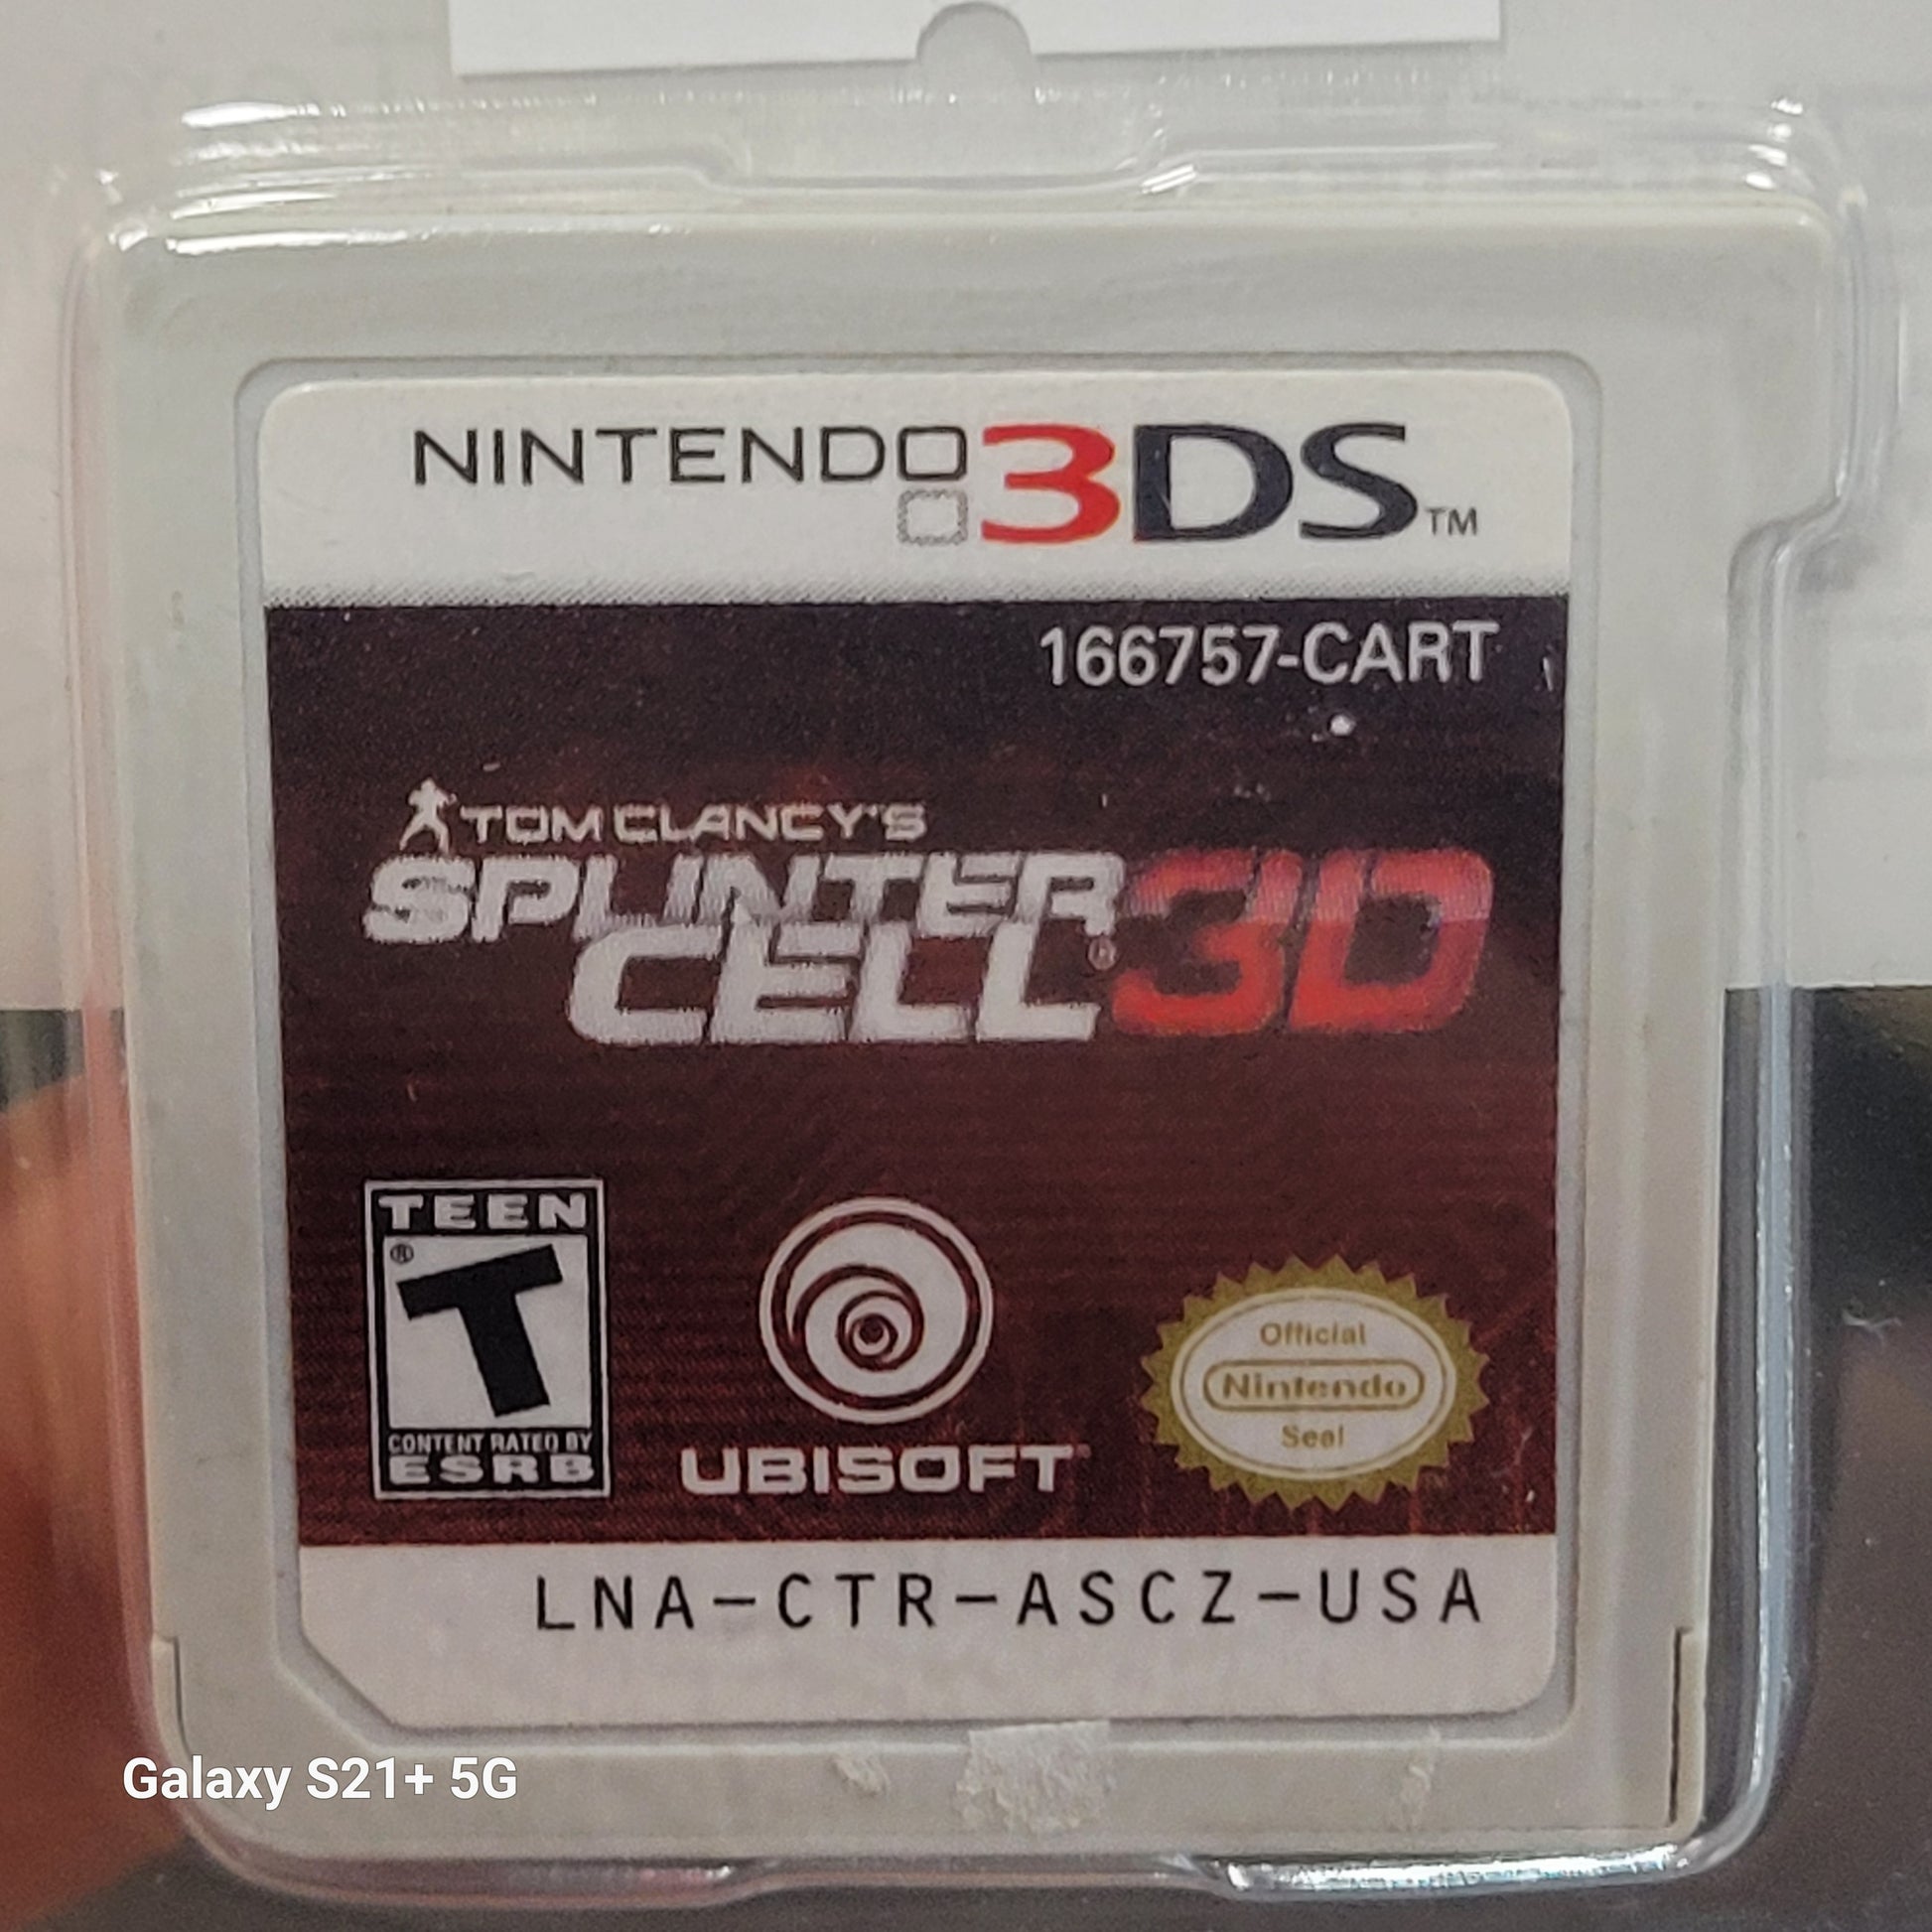 NINTENDO 3DS™
166757-CART
TOM CLANCY'S
SPLINTER
CELL® 3D
TEEN
®
T
CONTENT RATED BY
ESRB
UBISOFT
Official
Nintendo
Seal
LNA-CTR-ASCZ-USA
Galaxy S21+ 5G